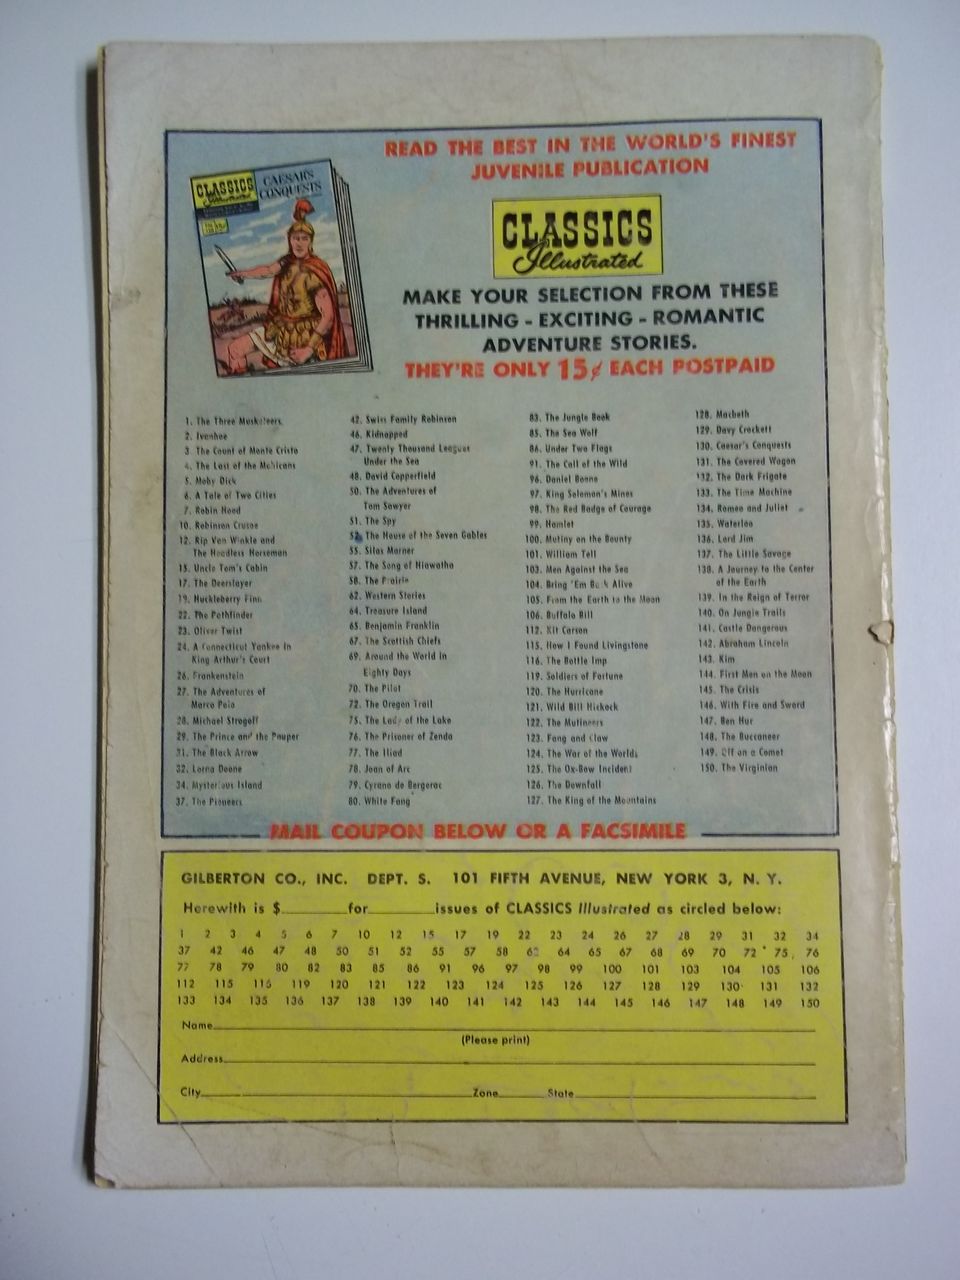 READ THE BEST IN THE WORLD'S FINEST
JUVENILE PUBLICATION
CLASSICS
Illustrated
CAESAR'S
CONQUESTS
CLASSICS
Illustrated
MAKE YOUR SELECTION FROM THESE
THRILLING - EXCITING - ROMANTIC
ADVENTURE STORIES.
THEY'RE ONLY 15¢ EACH POSTPAID
1. The Three Musketeers
2. Ivanhoe
3. The Count of Monte Cristo
4. The Last of the Mohicans
5. Moby Dick
6. A Tale of Two Cities
7. Robin Hood
10. Robinson Crusoe
12. Rip Van Winkle and
The Headless Horseman
15. Uncle Tom's Cabin
17. The Deerslayer
19. Huckleberry Finn
22. The Pathfinder
23. Oliver Twist
24. A Connecticut Yankee In
King Arthur's Court
26. Frankenstein
27. The Adventures of
Marco Polo
28. Michael Strogoff
29. The Prince and the Pauper
31. The Black Arrow
32. Lorna Doone
34. Mysterious Island
37. The Pioneers
42. Swiss Family Robinson
46. Kidnapped
47. Twenty Thousand Leagues
Under the Sea
48. David Copperfield
50. The Adventures of
Tom Sawyer
51. The Spy
52. The House of the Seven Gables
55. Silas Marner
57. The Song of Hiawatha
58. The Prairie
62. Western Stories
64. Treasure Island
65. Benjamin Franklin
67. The Scottish Chiefs
69. Around the World In
Eighty Days
70. The Pilot
72. The Oregon Trail
75. The Lady of the Lake
76. The Prisoner of Zenda
77. The Iliad
78. Joan of Arc
79. Cyrano de Bergerac
80. White Fang
83. The Jungle Book
85. The Sea Wolf
86. Under Two Flags
91. The Call of the Wild
96. Daniel Boone
97. King Solomon's Mines
98. The Red Badge of Courage
99. Hamlet
100. Mutiny on the Bounty
101. William Tell
103. Men Against the Sea
104. Bring 'Em Back Alive
105. From the Earth to the Moon
106. Buffalo Bill
112. Kit Carson
115. How I Found Livingstone
116. The Bottle Imp
119. Soldiers of Fortune
120. The Hurricane
121. Wild Bill Hickock
122. The Mutineers
123. Fang and Claw
124. The War of the Worlds
125. The Ox-Bow Incident
126. The Downfall
127. The King of the Mountains
128. Macbeth
129. Davy Crockett
130. Caesar's Conquests
131. The Covered Wagon
132. The Dark Frigate
133. The Time Machine
134. Romeo and Juliet
135. Waterloo
136. Lord Jim
137. The Little Savage
138. A Journey to the Center
of the Earth
139. In the Reign of Terror
140. On Jungle Trails
141. Castle Dangerous
142. Abraham Lincoln
143. Kim
144. First Men on the Moon
145. The Crisis
146. With Fire and Sword
147. Ben Hur
148. The Buccaneer
149. Off on a Comet
150. The Virginian
MAIL COUPON BELOW OR A FACSIMILE
GILBERTON CO., INC. DEPT. S. 101 FIFTH AVENUE, NEW YORK 3, N. Y.
Herewith is $ for issues of CLASSICS Illustrated as circled below:
1 2 3 4 5 6 7 10 12 15 17 19 22 23 24 26 27 28 29 31 32 34
37 42 46 47 48 50 51 52 55 57 58 62 64 65 67 68 69 70 72 75 76
77 78 79 80 82 83 85 86 91 96 97 98 99 100 101 103 104 105 106
112 115 116 119 120 121 122 123 124 125 126 127 128 129 130 131 132
133 134 135 136 137 138 139 140 141 142 143 144 145 146 147 148 149 150
Name
(Please print)
Address
City Zone State